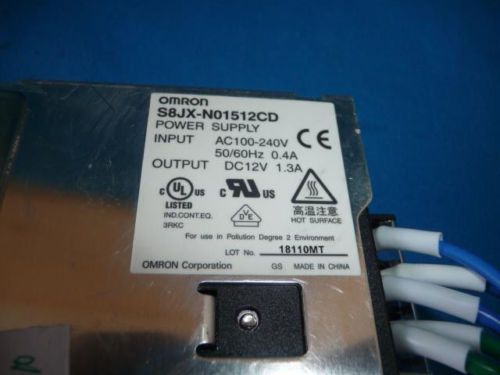 OMRON
S8JX-N01512CD
POWER SUPPLY
INPUT AC100-240V
50/60Hz 0.4A
OUTPUT DC12V 1.3A
CE
C UL US
LISTED
IND.CONT.EQ.
3RKC
C US
VDE
高温注意
HOT SURFACE
For use in Pollution Degree 2 Environment
LOT No. 18110MT
OMRON Corporation GS MADE IN CHINA